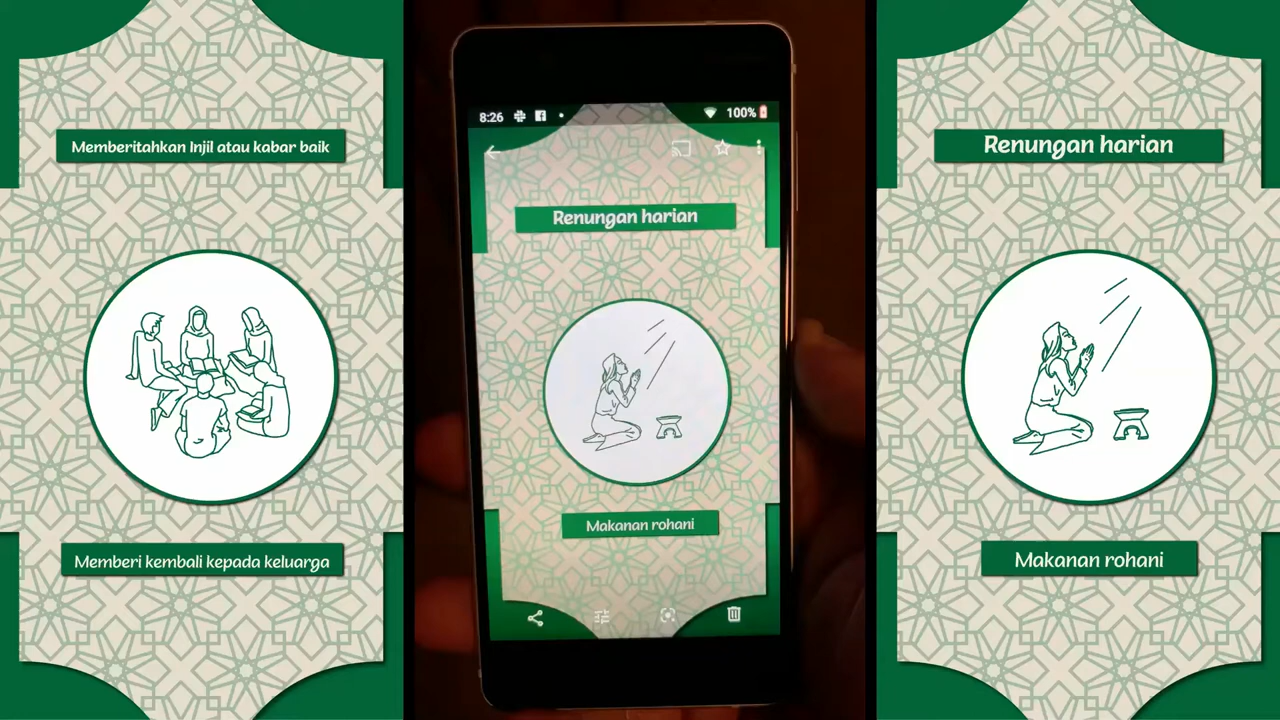 Memberitahkan Injil atau kabar baik
Memberi kembali kepada keluarga
8:26
100%
Renungan harian
Makanan rohani
Renungan harian
Makanan rohani